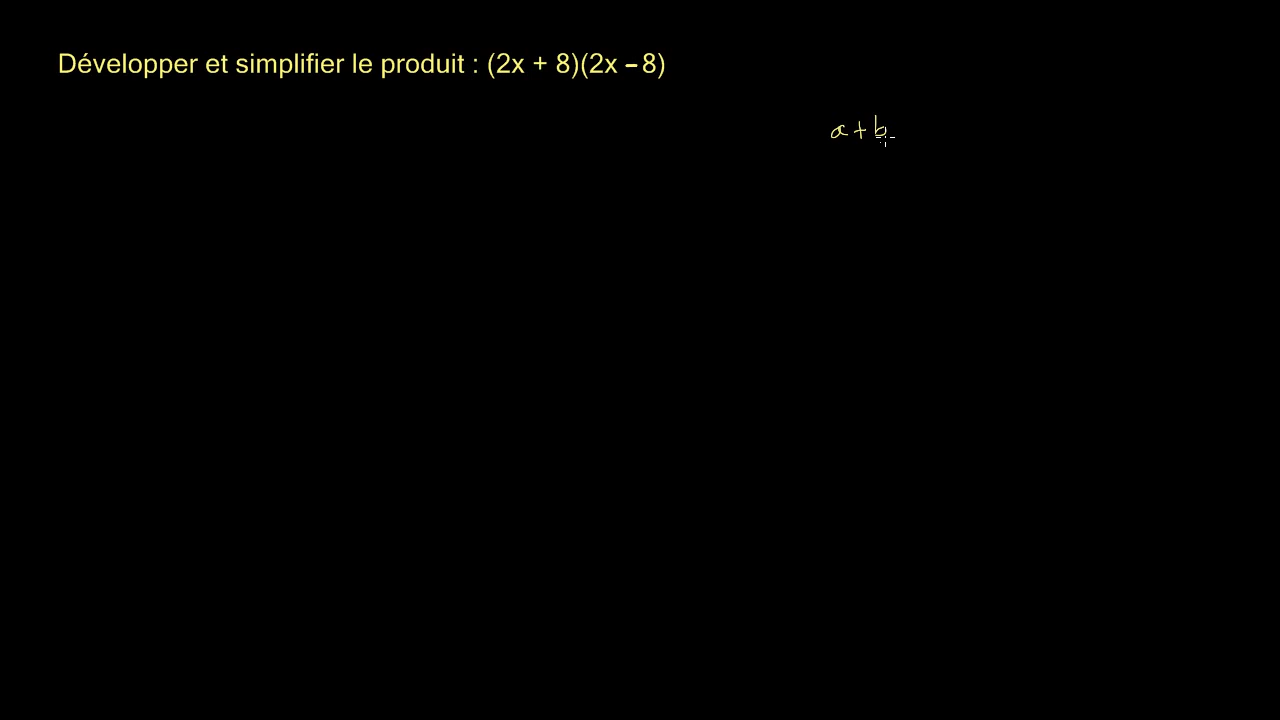 Développer et simplifier le produit : (2x + 8)(2x – 8)
a + b